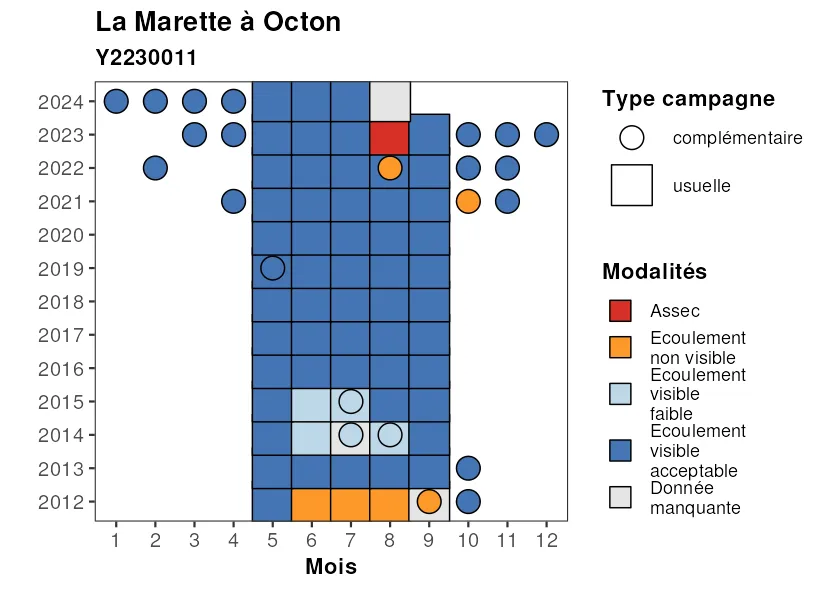 La Marette à Octon
Y2230011
2024
2023
2022
2021
2020
2019
2018
2017
2016
2015
2014
2013
2012
1 2 3 4 5 6 7 8 9 10 11 12
Mois
Type campagne
complémentaire
usuelle
Modalités
Assec
Ecoulement
non visible
Ecoulement
visible
faible
Ecoulement
visible
acceptable
Donnée
manquante